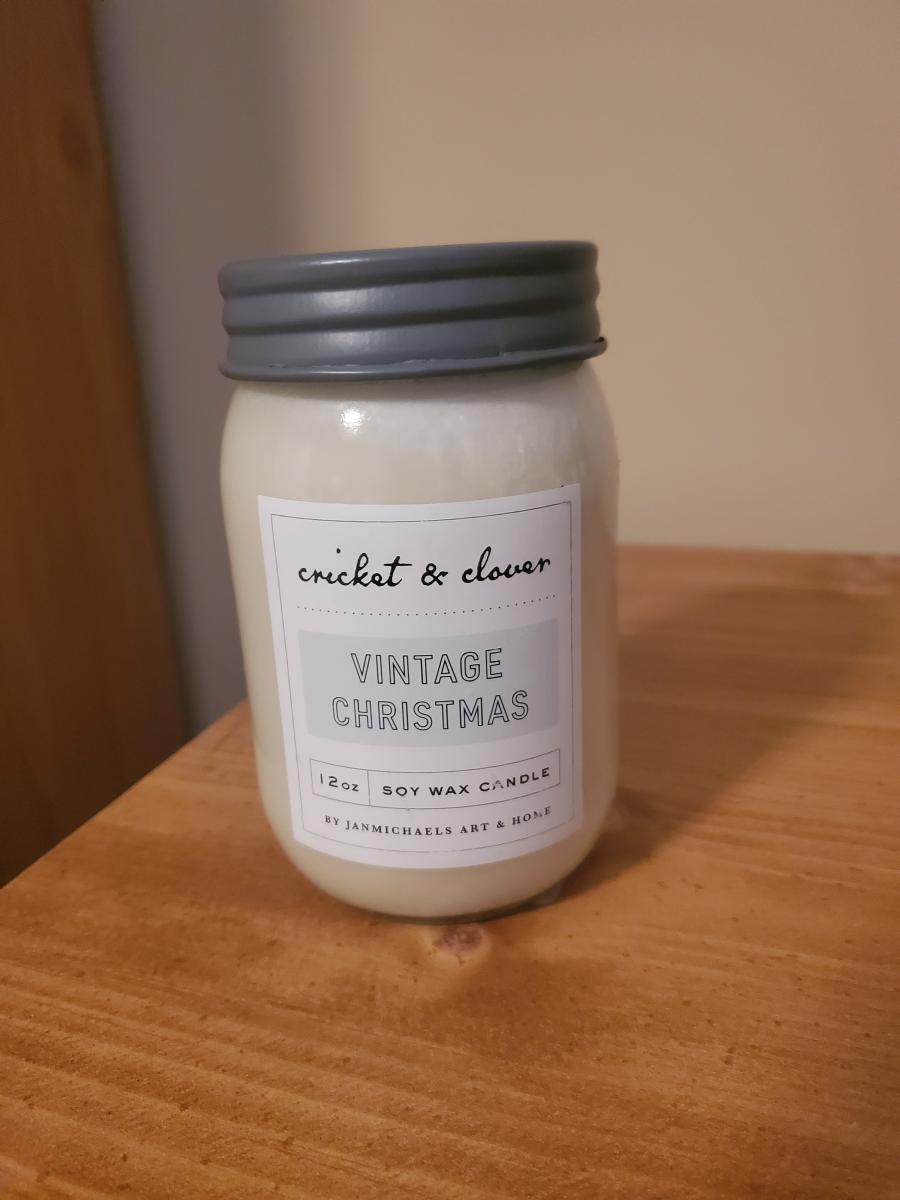 cricket & clover
VINTAGE
CHRISTMAS
12oz SOY WAX CANDLE
BY JANMICHAELS ART & HOME